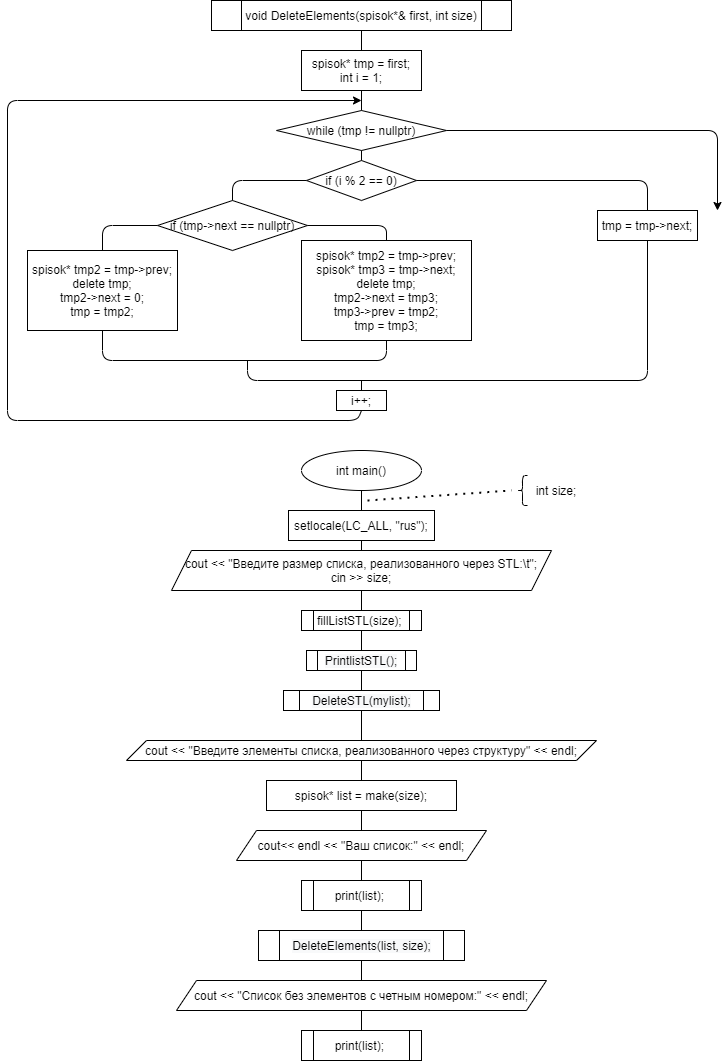 void DeleteElements(spisok*& first, int size)
spisok* tmp = first;
int i = 1;
while (tmp != nullptr)
if (i % 2 == 0)
if (tmp->next == nullptr)
tmp = tmp->next;
spisok* tmp2 = tmp->prev;
delete tmp;
tmp2->next = 0;
tmp = tmp2;
spisok* tmp2 = tmp->prev;
spisok* tmp3 = tmp->next;
delete tmp;
tmp2->next = tmp3;
tmp3->prev = tmp2;
tmp = tmp3;
i++;
int main()
int size;
setlocale(LC_ALL, "rus");
cout << "Введите размер списка, реализованного через STL:\t";
cin >> size;
fillListSTL(size);
PrintlistSTL();
DeleteSTL(mylist);
cout << "Введите элементы списка, реализованного через структуру" << endl;
spisok* list = make(size);
cout<< endl << "Ваш список:" << endl;
print(list);
DeleteElements(list, size);
cout << "Список без элементов с четным номером:" << endl;
print(list);